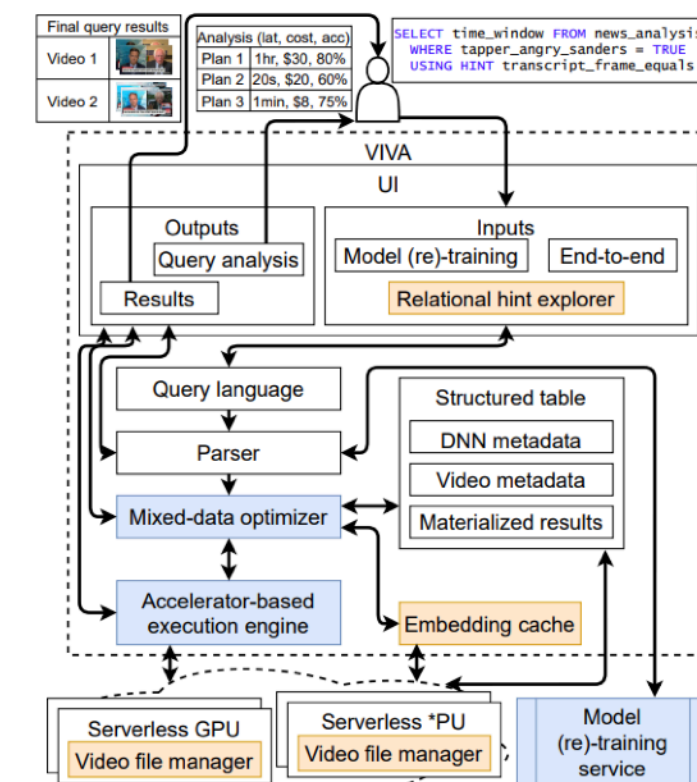 Final query results
Video 1
Video 2
Analysis (lat, cost, acc)
Plan 1 1hr, $30, 80%
Plan 2 20s, $20, 60%
Plan 3 1min, $8, 75%
SELECT time_window FROM news_analysis
WHERE tapper_angry_sanders = TRUE
USING HINT transcript_frame_equals
VIVA
UI
Outputs
Query analysis
Results
Inputs
Model (re)-training
End-to-end
Relational hint explorer
Query language
Parser
Mixed-data optimizer
Accelerator-based
execution engine
Structured table
DNN metadata
Video metadata
Materialized results
Embedding cache
Serverless GPU
Video file manager
Serverless *PU
Video file manager
Model
(re)-training
service